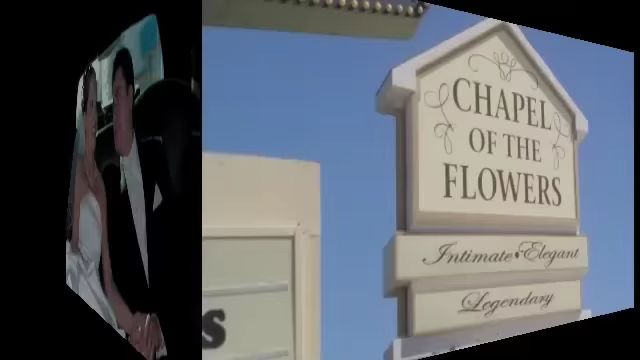 CHAPEL
OF THE
FLOWERS
Intimate • Elegant
Legendary
s